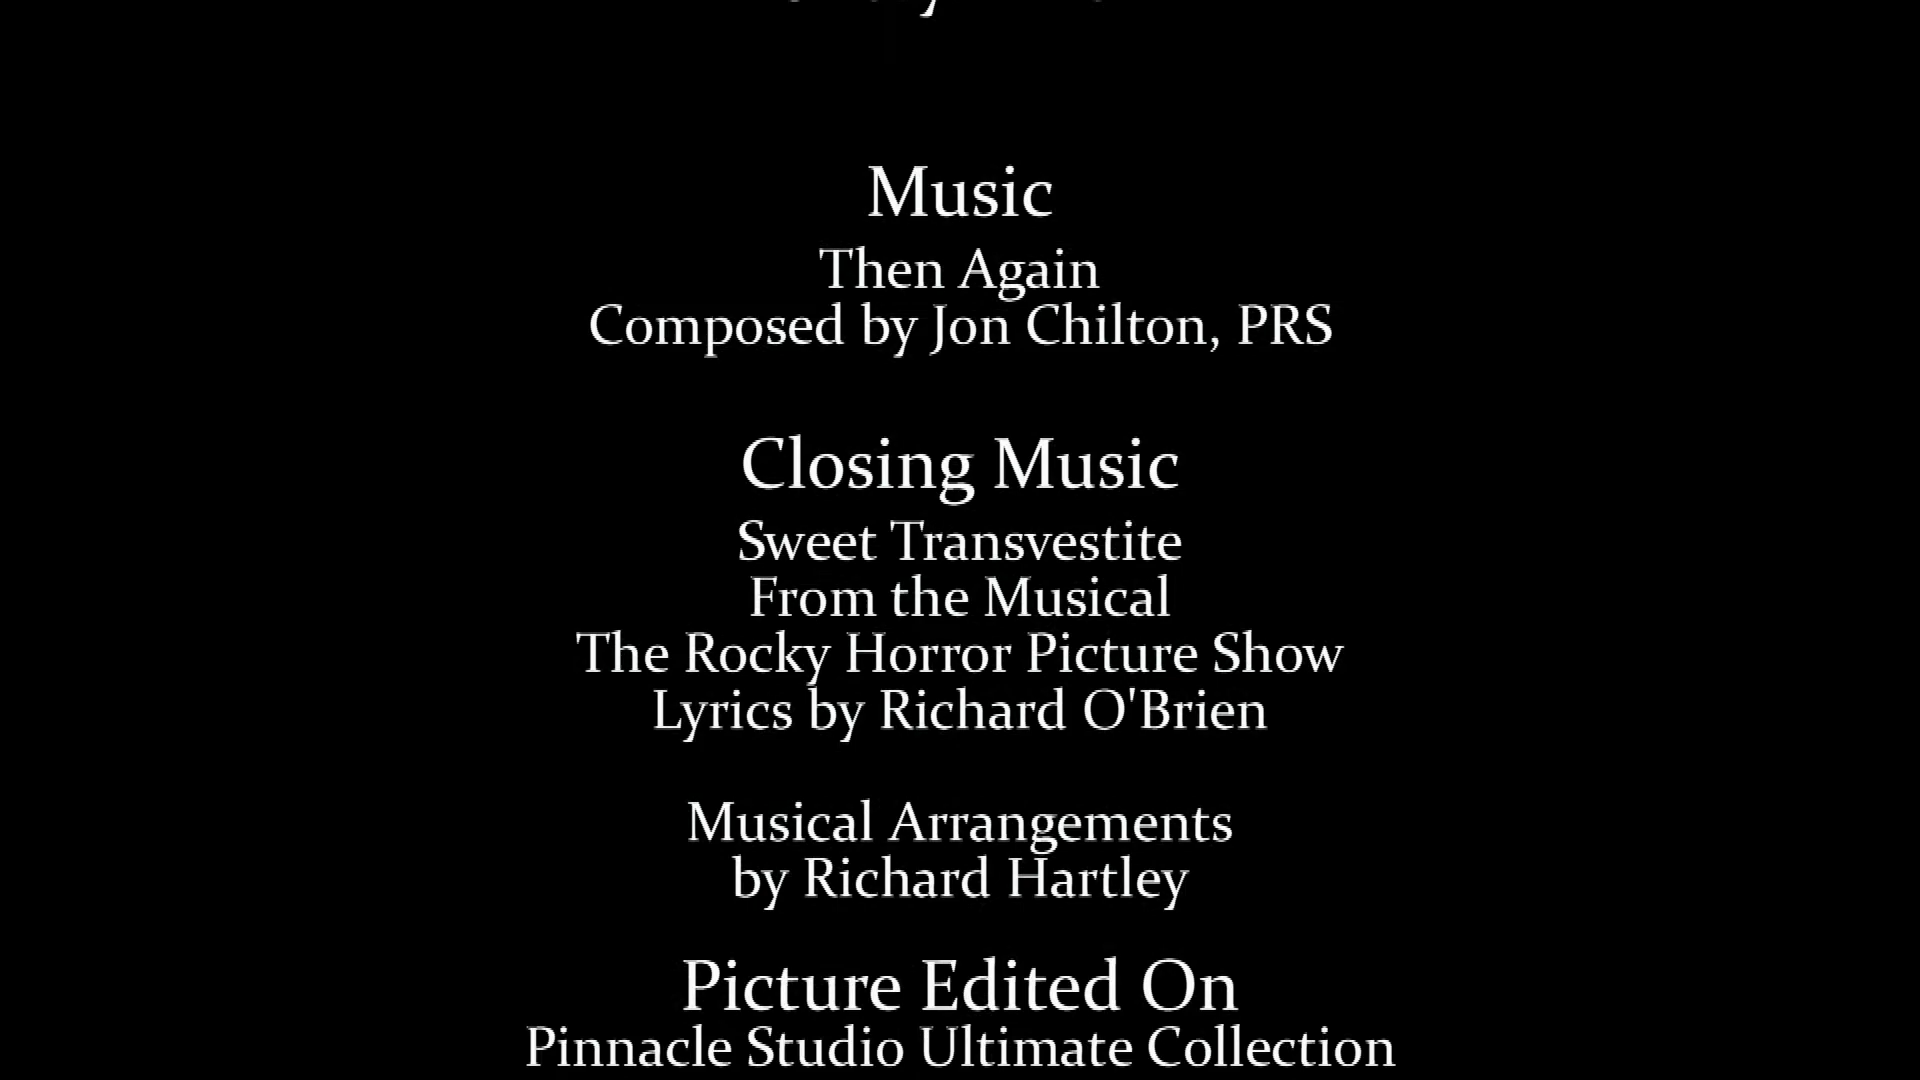 Music
Then Again
Composed by Jon Chilton, PRS
Closing Music
Sweet Transvestite
From the Musical
The Rocky Horror Picture Show
Lyrics by Richard O'Brien
Musical Arrangements
by Richard Hartley
Picture Edited On
Pinnacle Studio Ultimate Collection